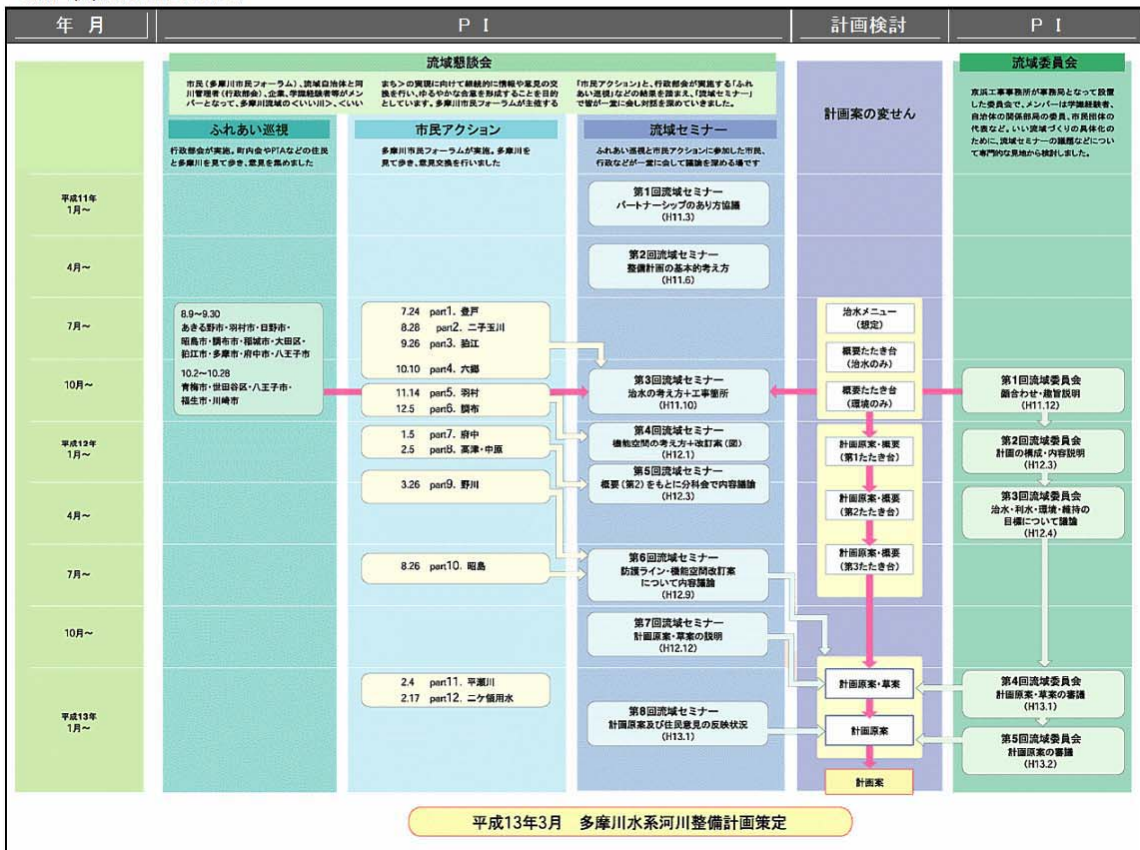 年 月
P I
計画検討
P I
流域懇談会
市民(多摩川市民フォーラム)、流域自治体と河
川管理者(行政部会)、企業、学識経験者等がメン
バーとなって、多摩川流域の<いい川>、<いい
まち>の実現に向けて継続的に情報や意見の交
換を行い、ゆるやかな合意を形成することを目的
としています。多摩川市民フォーラムが主催する
「市民アクション」と、行政部会が実施する「ふれ
あい巡視」などの結果を踏まえ、「流域セミナー」
で皆が一堂に会し対話を深めていきました。
ふれあい巡視
行政部会が実施。町内会やPTAなどの住民
と多摩川を見て歩き、意見を集めました
市民アクション
多摩川市民フォーラムが実施。多摩川を
見て歩き、意見交換を行いました
流域セミナー
ふれあい巡視と市民アクションに参加した市民、
行政などが一堂に会して議論を深める場です
計画案の変せん
流域委員会
京浜工事事務所が事務局となって設置
した委員会で、メンバーは学識経験者、
自治体の関係部局の委員、市民団体の
代表など。いい流域づくりの具体化の
ために、流域セミナーの議題などについ
て専門的な見地から検討しました。
平成11年
1月~
4月~
7月~
10月~
平成12年
1月~
4月~
7月~
10月~
平成13年
1月~
8.9~9.30
あきる野市・羽村市・日野市・
昭島市・調布市・稲城市・大田区・
狛江市・多摩市・府中市・八王子市
10.2~10.28
青梅市・世田谷区・八王子市・
福生市・川崎市
7.24 part1. 登戸
8.28 part2. 二子玉川
9.26 part3. 狛江
10.10 part4. 六郷
11.14 part5. 羽村
12.5 part6. 調布
1.5 part7. 府中
2.5 part8. 高津・中原
3.26 part9. 野川
8.26 part10. 昭島
2.4 part11. 平瀬川
2.17 part12. 二ケ領用水
第1回流域セミナー
パートナーシップのあり方協議
(H11.3)
第2回流域セミナー
整備計画の基本的考え方
(H11.6)
第3回流域セミナー
治水の考え方+工事箇所
(H11.10)
第4回流域セミナー
機能空間の考え方+改訂案(図)
(H12.1)
第5回流域セミナー
概要(第2)をもとに分科会で内容議論
(H12.3)
第6回流域セミナー
防護ライン・機能空間改訂案
について内容議論
(H12.9)
第7回流域セミナー
計画原案・草案の説明
(H12.12)
第8回流域セミナー
計画原案及び住民意見の反映状況
(H13.1)
治水メニュー
(想定)
概要たたき台
(治水のみ)
概要たたき台
(環境のみ)
計画原案・概要
(第1たたき台)
計画原案・概要
(第2たたき台)
計画原案・概要
(第3たたき台)
計画原案・草案
計画原案
計画案
第1回流域委員会
顔合わせ・趣旨説明
(H11.12)
第2回流域委員会
計画の構成・内容説明
(H12.3)
第3回流域委員会
治水・利水・環境・維持の
目標について議論
(H12.4)
第4回流域委員会
計画原案・草案の審議
(H13.1)
第5回流域委員会
計画原案の審議
(H13.2)
平成13年3月 多摩川水系河川整備計画策定